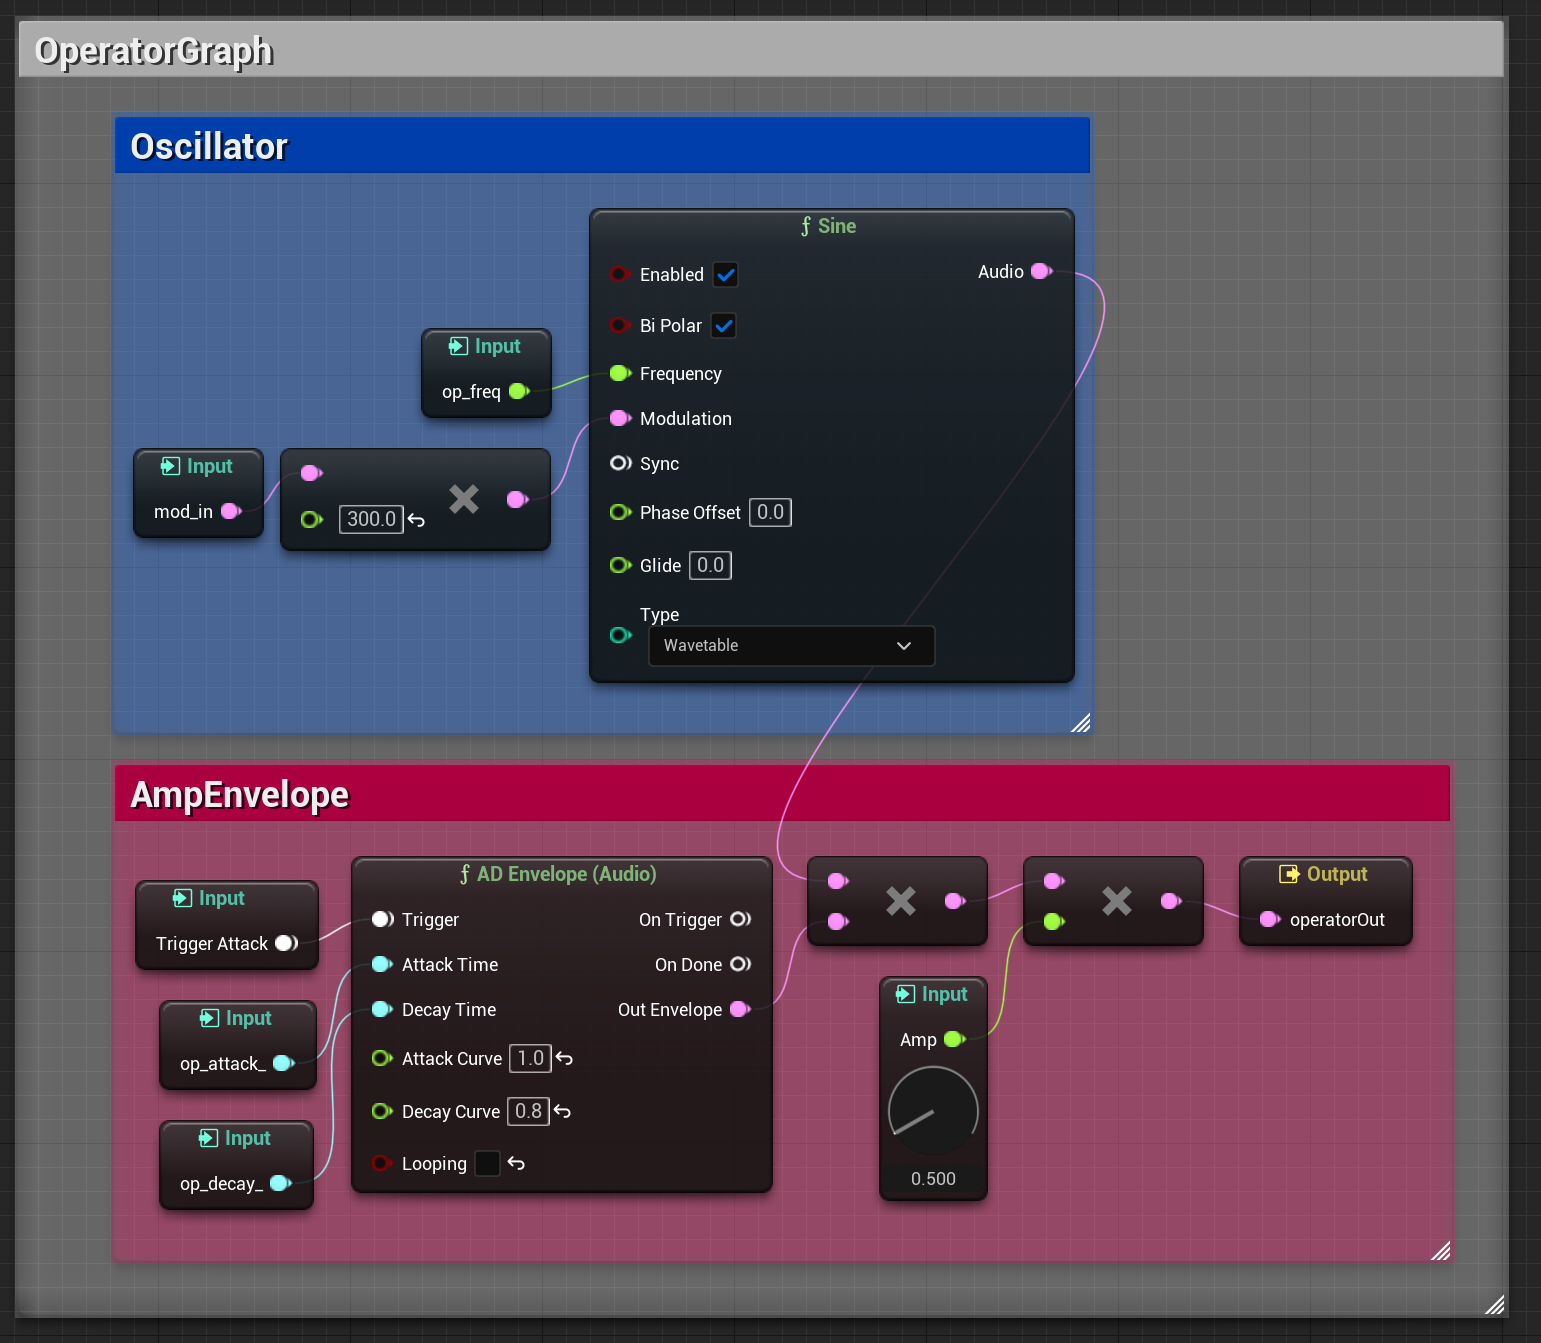 OperatorGraph
Oscillator
Sine
Enabled
Audio
Bi Polar
Input
op_freq
Frequency
Modulation
Input
mod_in
300.0
Sync
Phase Offset 0.0
Glide 0.0
Type
Wavetable
AmpEnvelope
Input
Trigger Attack
AD Envelope (Audio)
Trigger
On Trigger
Attack Time
On Done
Decay Time
Out Envelope
Attack Curve 1.0
Decay Curve 0.8
Looping
Input
op_attack_
Input
op_decay_
Output
operatorOut
Input
Amp
0.500